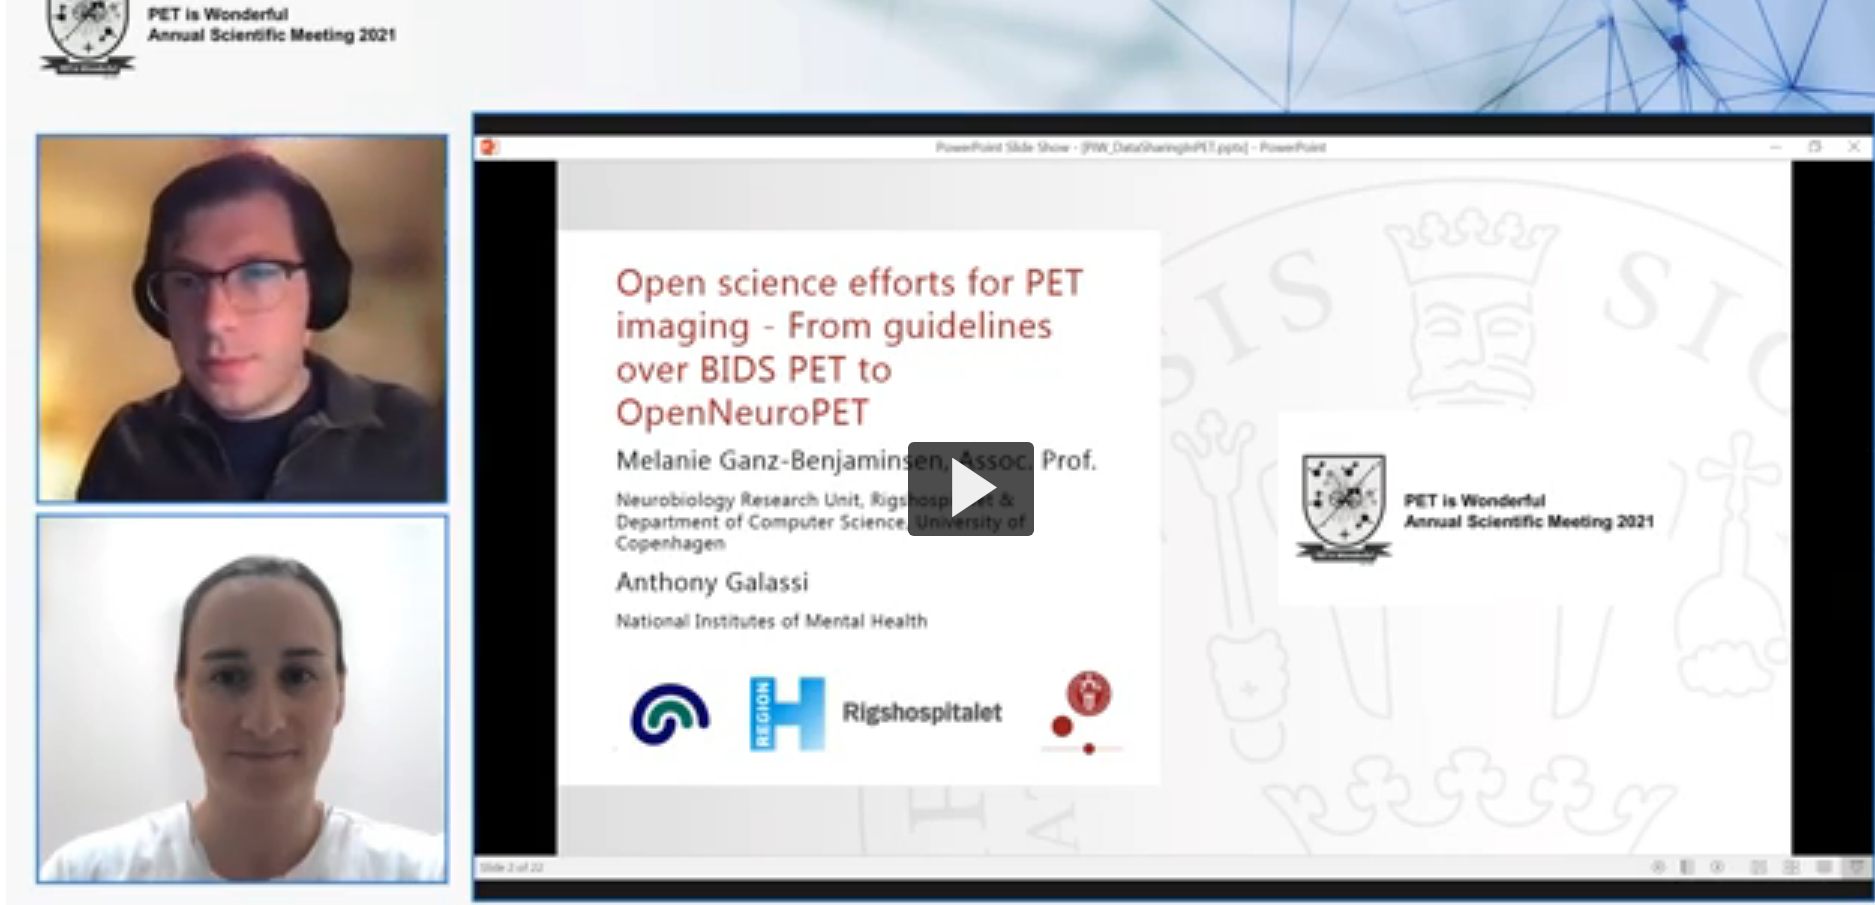 PET is Wonderful
Annual Scientific Meeting 2021
PowerPoint Slide Show - [PIW_DataSharingInPET.pptx] - PowerPoint
Open science efforts for PET
imaging - From guidelines
over BIDS PET to
OpenNeuroPET
Melanie Ganz-Benjaminsen, Assoc. Prof.
Neurobiology Research Unit, Rigshospitalet &
Department of Computer Science, University of
Copenhagen
Anthony Galassi
National Institutes of Mental Health
REGION
H
Rigshospitalet
PET is Wonderful
Annual Scientific Meeting 2021
SIS
SIG
Slide 2 of 22